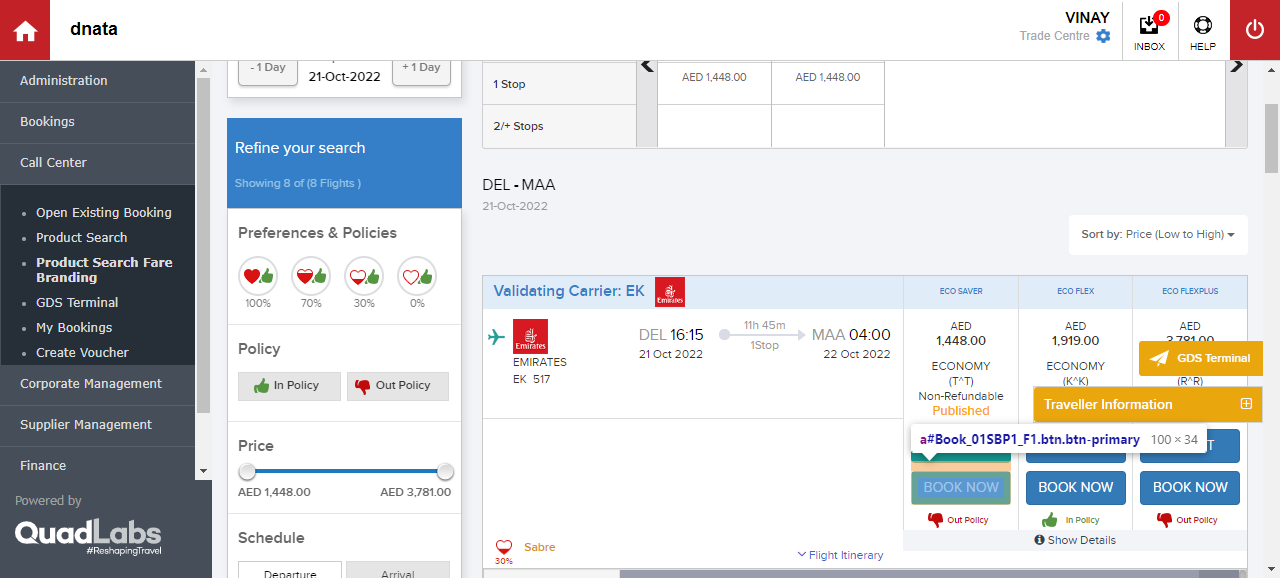 dnata
VINAY
Trade Centre
0
INBOX
HELP
Administration
Bookings
Call Center
Open Existing Booking
Product Search
Product Search Fare
Branding
GDS Terminal
My Bookings
Create Voucher
Corporate Management
Supplier Management
Finance
Powered by
QuadLabs
#ReshapingTravel
- 1 Day
21-Oct-2022
+ 1 Day
Refine your search
Showing 8 of (8 Flights )
Preferences & Policies
100% 70% 30% 0%
Policy
In Policy Out Policy
Price
AED 1,448.00 AED 3,781.00
Schedule
Departure Arrival
1 Stop AED 1,448.00 AED 1,448.00
2/+ Stops
DEL - MAA
21-Oct-2022
Sort by: Price (Low to High)
Validating Carrier: EK Emirates
ECO SAVER ECO FLEX ECO FLEXPLUS
Emirates
EMIRATES
EK 517
DEL 16:15
21 Oct 2022
11h 45m
1Stop
MAA 04:00
22 Oct 2022
AED
1,448.00
ECONOMY
(T^T)
Non-Refundable
Published
AED
1,919.00
ECONOMY
(K^K)
AED
3,781.00
(R^R)
GDS Terminal
Traveller Information
a#Book_01SBP1_F1.btn.btn-primary 100 × 34
BOOK NOW BOOK NOW BOOK NOW
Out Policy In Policy Out Policy
Show Details
30%
Sabre
Flight Itinerary